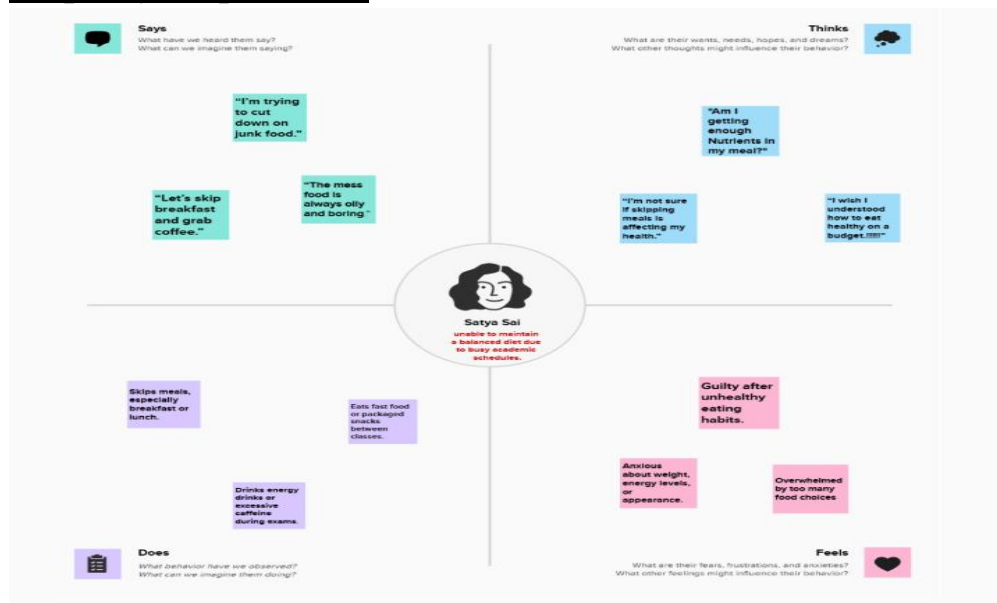 Says
What have we heard them say?
What can we imagine them saying?
Thinks
What are their wants, needs, hopes, and dreams?
What other thoughts might influence their behavior?
"I'm trying
to cut
down on
junk food."
"Let's skip
breakfast
and grab
coffee."
"The mess
food is
always oily
and boring."
"Am I
getting
enough
Nutrients in
my meal?"
"I'm not sure
if skipping
meals is
affecting my
health."
"I wish I
understood
how to eat
healthy on a
budget.!!!!!"
Satya Sai
unable to maintain
a balanced diet due
to busy academic
schedules.
Skips meals,
especially
breakfast or
lunch.
Eats fast food
or packaged
snacks
between
classes.
Drinks energy
drinks or
excessive
caffeine
during exams.
Guilty after
unhealthy
eating
habits.
Anxious
about weight,
energy levels,
or
appearance.
Overwhelmed
by too many
food choices
Does
What behavior have we observed?
What can we imagine them doing?
Feels
What are their fears, frustrations, and anxieties?
What other feelings might influence their behavior?